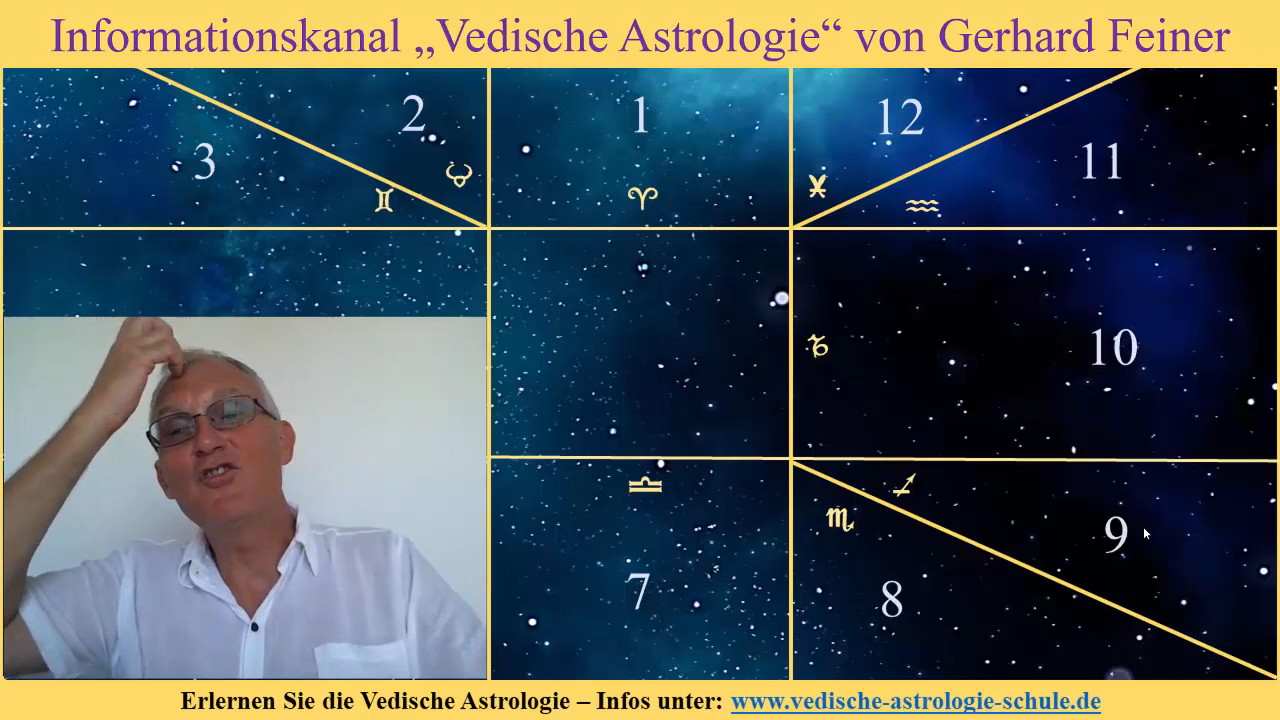 Informationskanal „Vedische Astrologie“ von Gerhard Feiner
2 1 12
3 11
♊ ♉ ♈ ♓ ♒
♑ 10
♎ ♏ ♐
9
7 8
Erlernen Sie die Vedische Astrologie – Infos unter: www.vedische-astrologie-schule.de